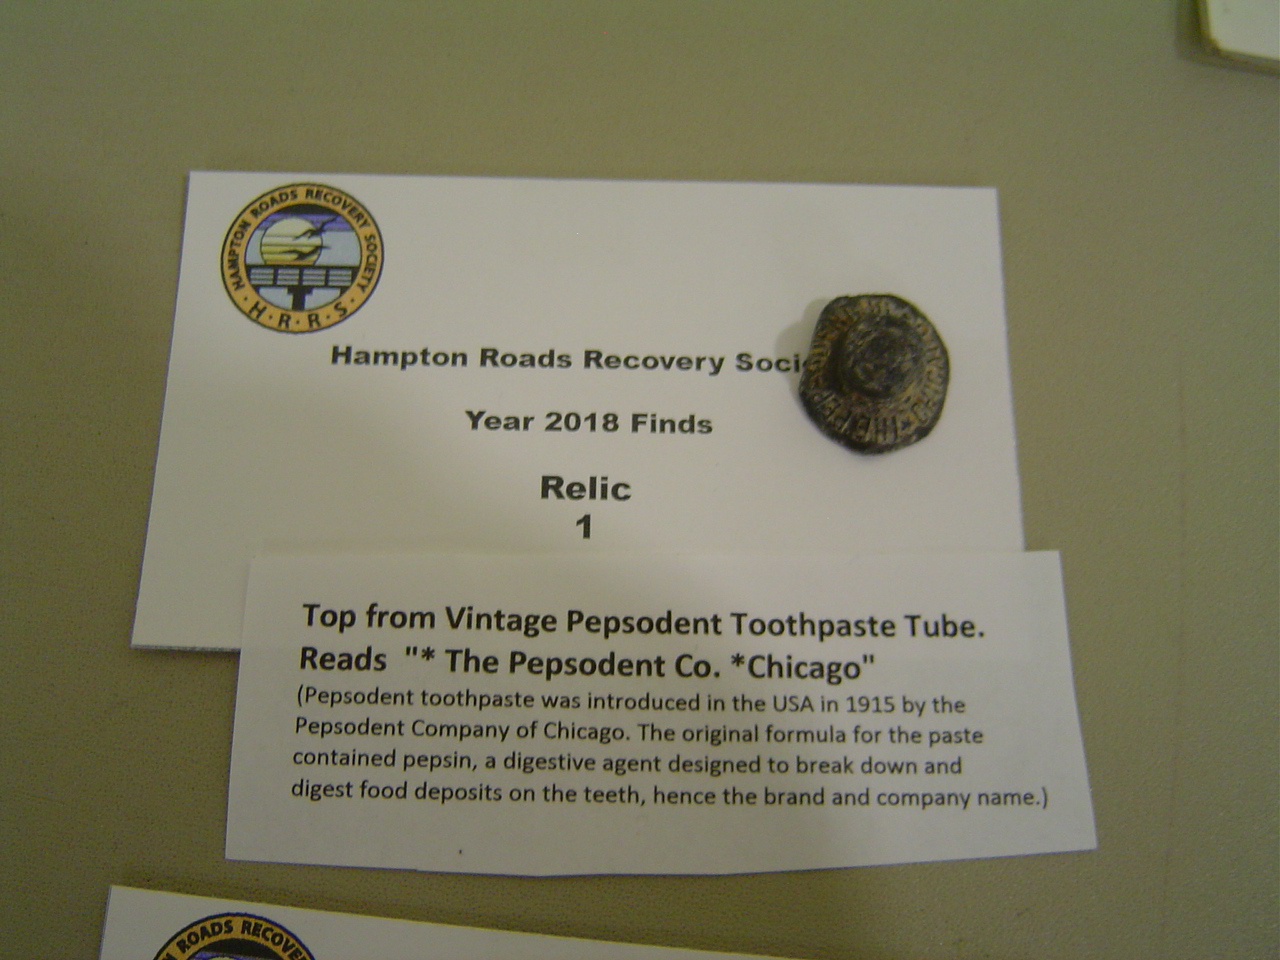 HAMPTON ROADS RECOVERY SOCIETY
· H · R · R · S ·
Hampton Roads Recovery Soci
Year 2018 Finds
Relic
1
Top from Vintage Pepsodent Toothpaste Tube.
Reads "* The Pepsodent Co. *Chicago"
(Pepsodent toothpaste was introduced in the USA in 1915 by the
Pepsodent Company of Chicago. The original formula for the paste
contained pepsin, a digestive agent designed to break down and
digest food deposits on the teeth, hence the brand and company name.)
ROADS RECOVE